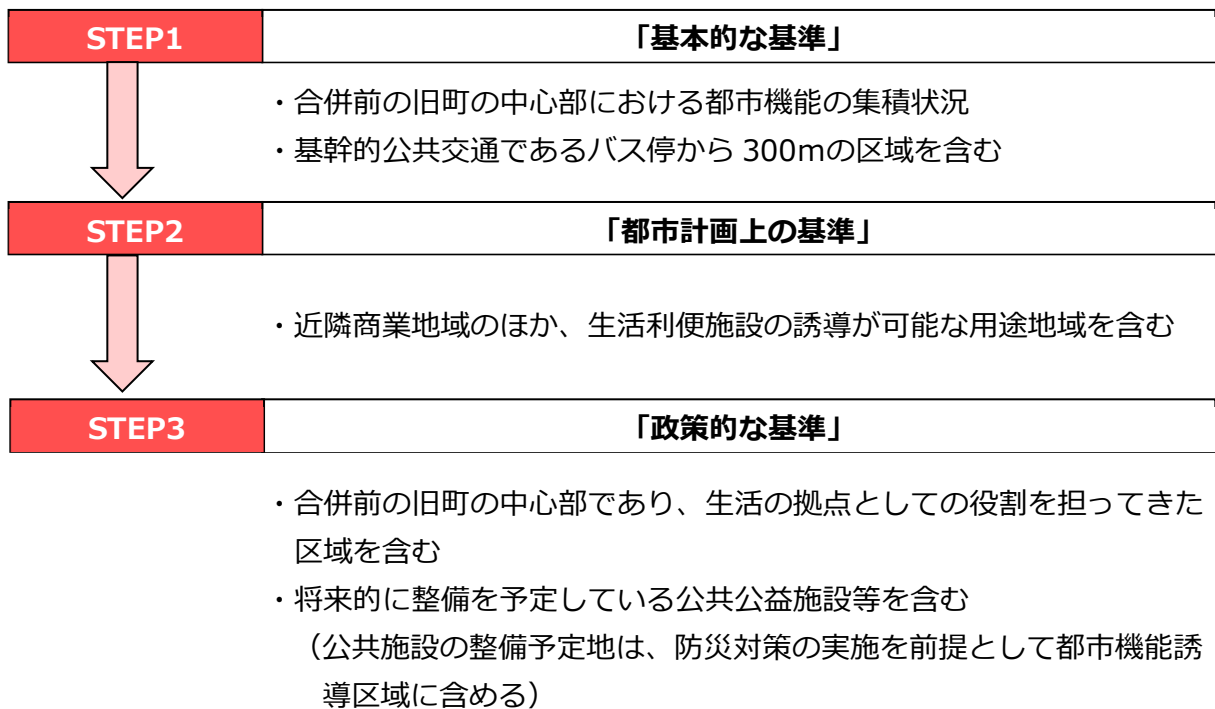 STEP1 「基本的な基準」
・合併前の旧町の中心部における都市機能の集積状況
・基幹的公共交通であるバス停から 300mの区域を含む
STEP2 「都市計画上の基準」
・近隣商業地域のほか、生活利便施設の誘導が可能な用途地域を含む
STEP3 「政策的な基準」
・合併前の旧町の中心部であり、生活の拠点としての役割を担ってきた
区域を含む
・将来的に整備を予定している公共公益施設等を含む
（公共施設の整備予定地は、防災対策の実施を前提として都市機能誘
導区域に含める）